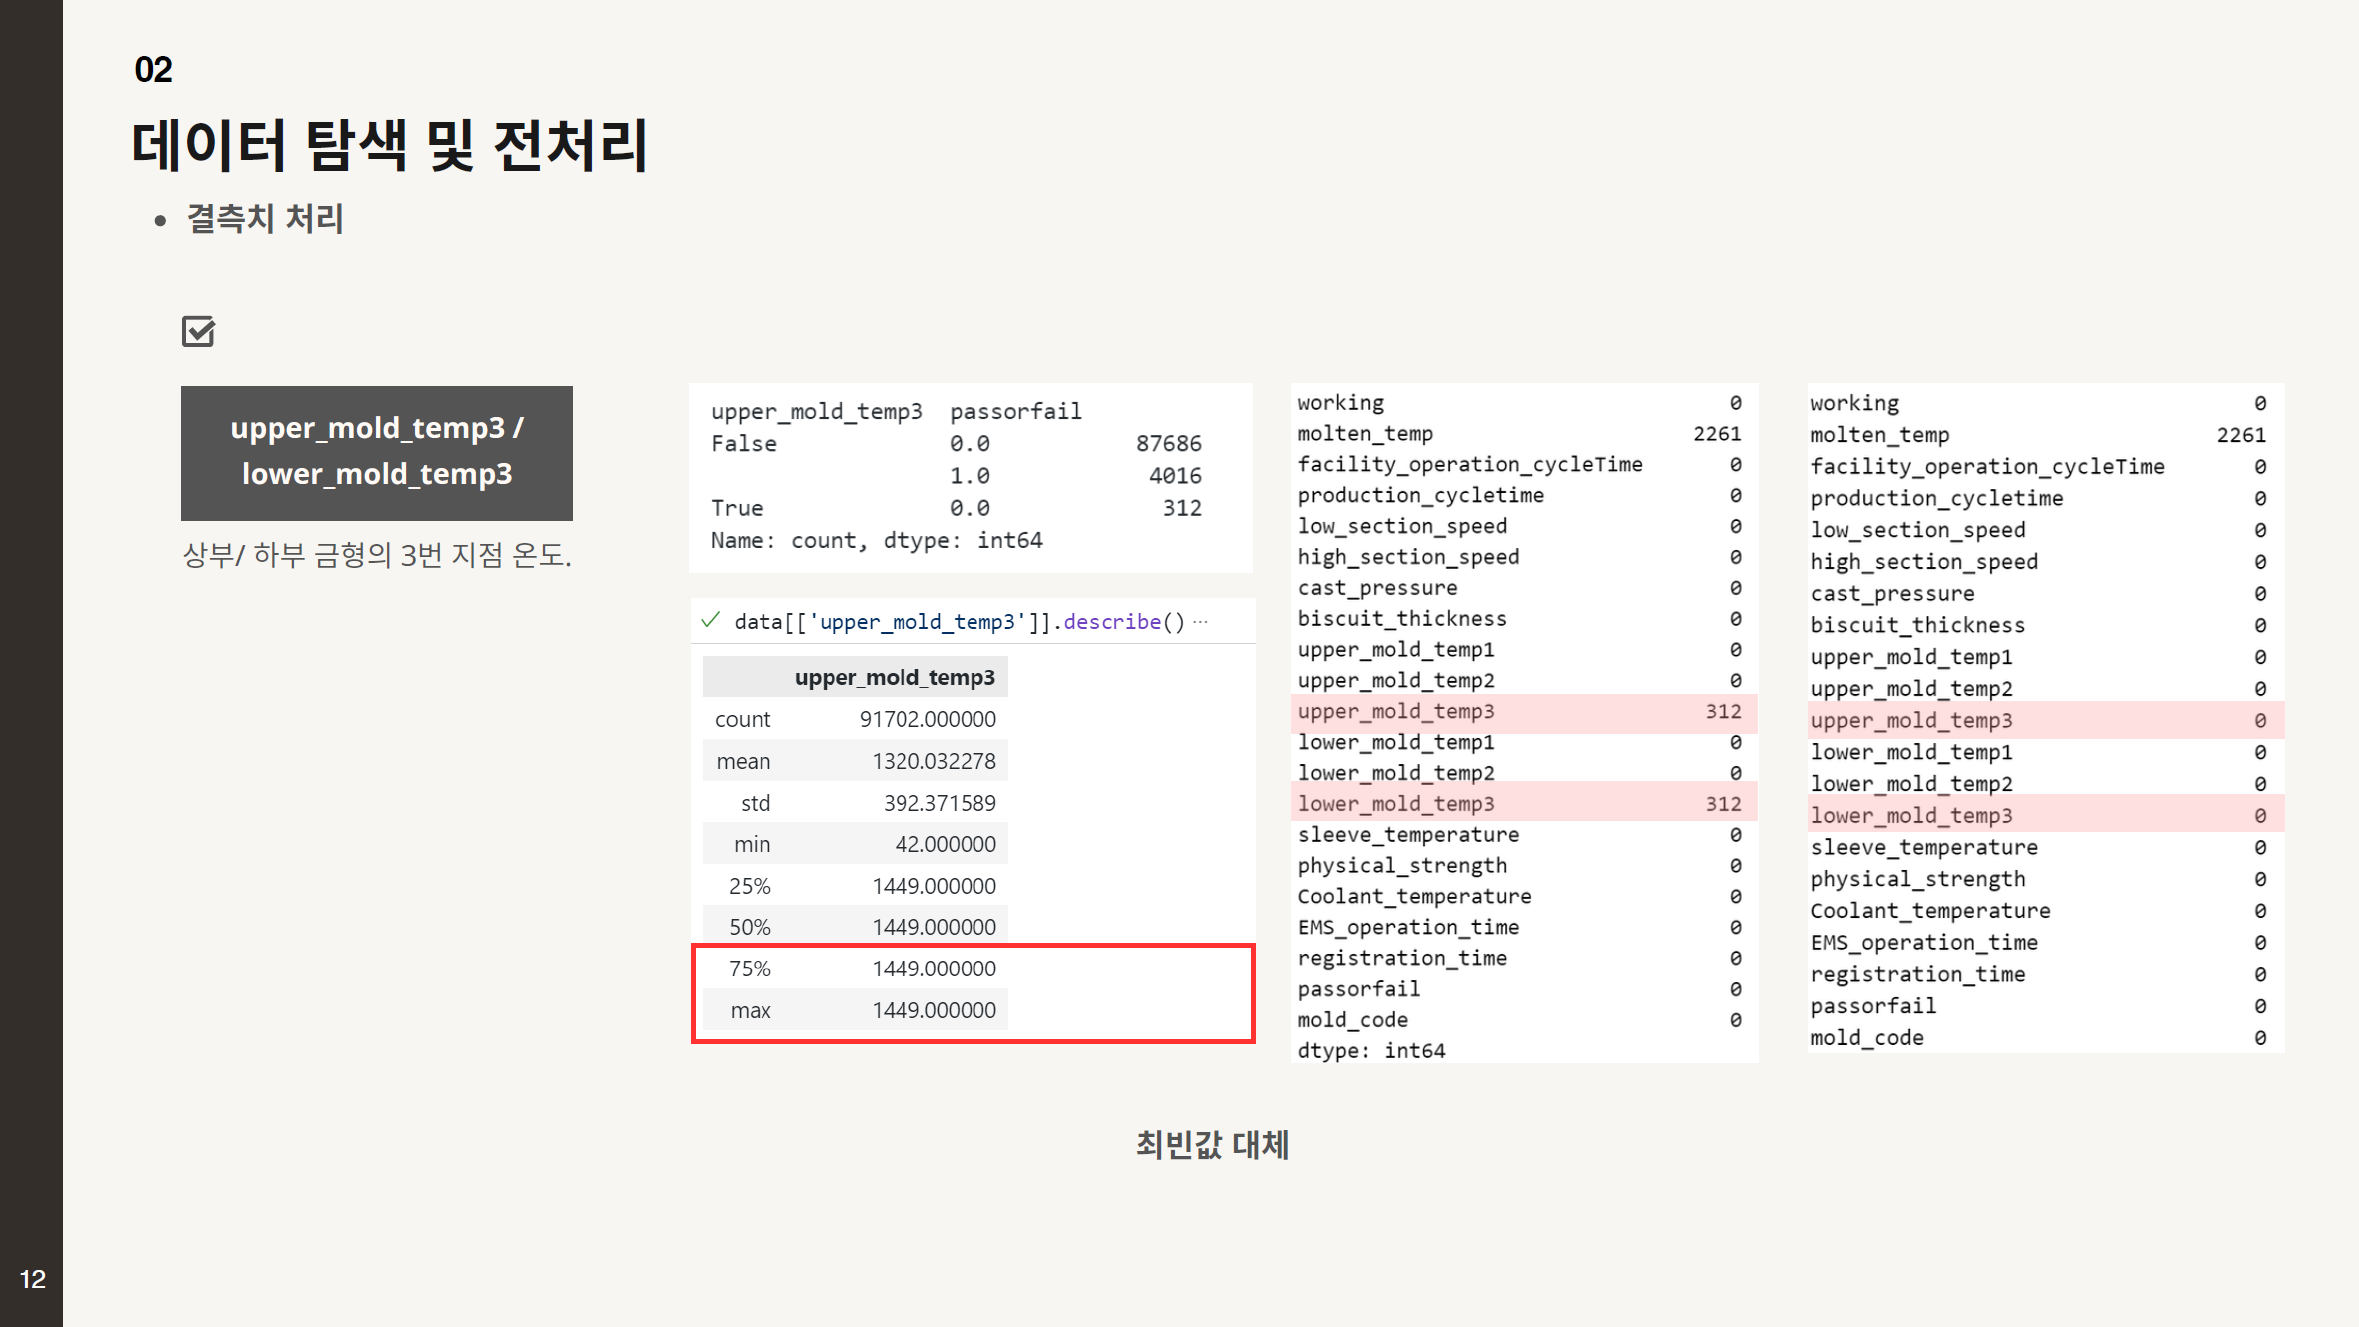 02
데이터 탐색 및 전처리
• 결측치 처리
upper_mold_temp3 /
lower_mold_temp3
상부/ 하부 금형의 3번 지점 온도.
upper_mold_temp3 passorfail
False 0.0 87686
1.0 4016
True 0.0 312
Name: count, dtype: int64
data[['upper_mold_temp3']].describe() ···
upper_mold_temp3
count 91702.000000
mean 1320.032278
std 392.371589
min 42.000000
25% 1449.000000
50% 1449.000000
75% 1449.000000
max 1449.000000
working 0
molten_temp 2261
facility_operation_cycleTime 0
production_cycletime 0
low_section_speed 0
high_section_speed 0
cast_pressure 0
biscuit_thickness 0
upper_mold_temp1 0
upper_mold_temp2 0
upper_mold_temp3 312
lower_mold_temp1 0
lower_mold_temp2 0
lower_mold_temp3 312
sleeve_temperature 0
physical_strength 0
Coolant_temperature 0
EMS_operation_time 0
registration_time 0
passorfail 0
mold_code 0
dtype: int64
working 0
molten_temp 2261
facility_operation_cycleTime 0
production_cycletime 0
low_section_speed 0
high_section_speed 0
cast_pressure 0
biscuit_thickness 0
upper_mold_temp1 0
upper_mold_temp2 0
upper_mold_temp3 0
lower_mold_temp1 0
lower_mold_temp2 0
lower_mold_temp3 0
sleeve_temperature 0
physical_strength 0
Coolant_temperature 0
EMS_operation_time 0
registration_time 0
passorfail 0
mold_code 0
최빈값 대체
12